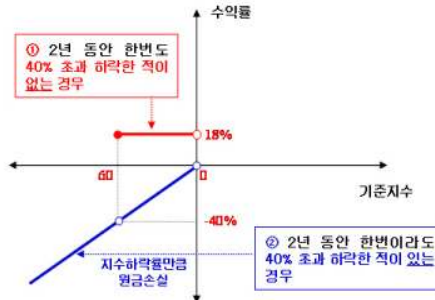 수익률
① 2년 동안 한번도
40% 초과 하락한 적이
없는 경우
18%
60
0
기준지수
-40%
② 2년 동안 한번이라도
40% 초과 하락한 적이 있는
경우
지수하락률만큼
원금손실